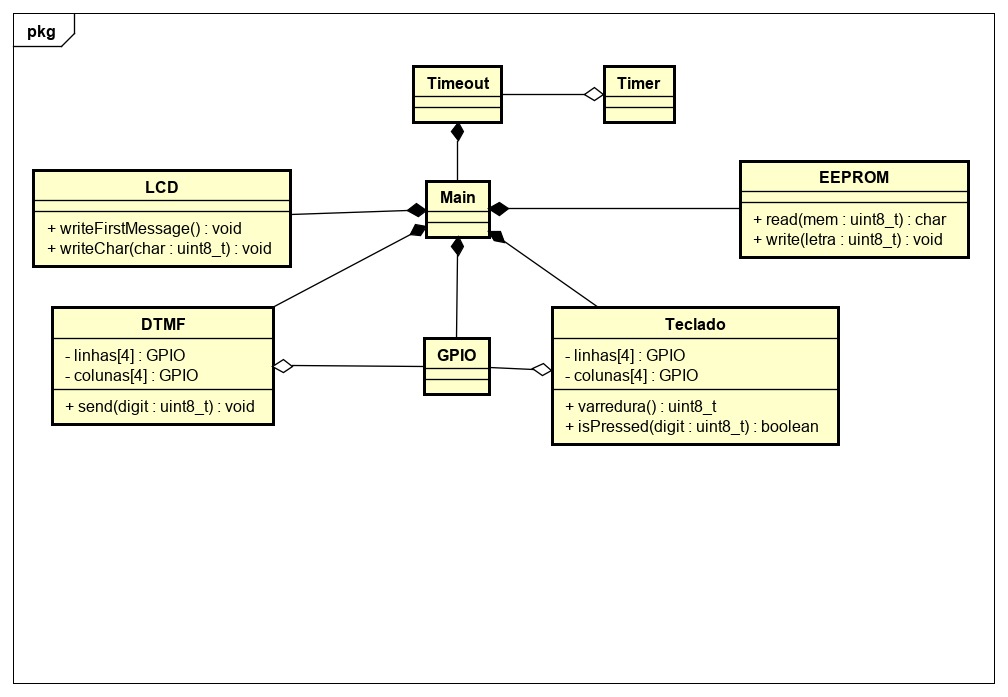 pkg
Timeout
Timer
LCD
+ writeFirstMessage() : void
+ writeChar(char : uint8_t) : void
Main
EEPROM
+ read(mem : uint8_t) : char
+ write(letra : uint8_t) : void
DTMF
- linhas[4] : GPIO
- colunas[4] : GPIO
+ send(digit : uint8_t) : void
GPIO
Teclado
- linhas[4] : GPIO
- colunas[4] : GPIO
+ varredura() : uint8_t
+ isPressed(digit : uint8_t) : boolean